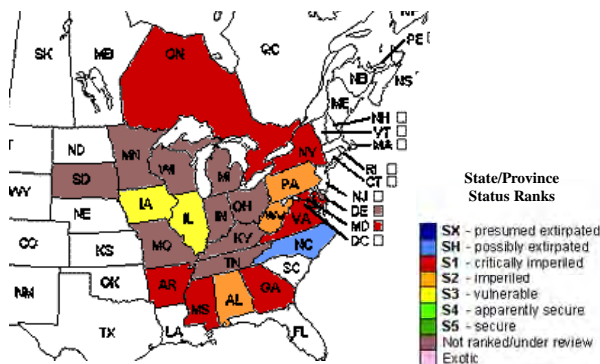 NF
SK
MB
ON
QC
PE
NB
NS
ME
ND
MN
NH
VT
MA
WI
MI
NY
SD
RI
CT
WY
IA
PA
NJ
NE
IL
IN
OH
DE
WV
MD
VA
DC
CO
KS
MO
KY
NC
TN
OK
AR
SC
NM
MS
AL
GA
TX
LA
FL
State/Province
Status Ranks
SX - presumed extirpated
SH - possibly extirpated
S1 - critically imperiled
S2 - imperiled
S3 - vulnerable
S4 - apparently secure
S5 - secure
Not ranked/under review
Exotic